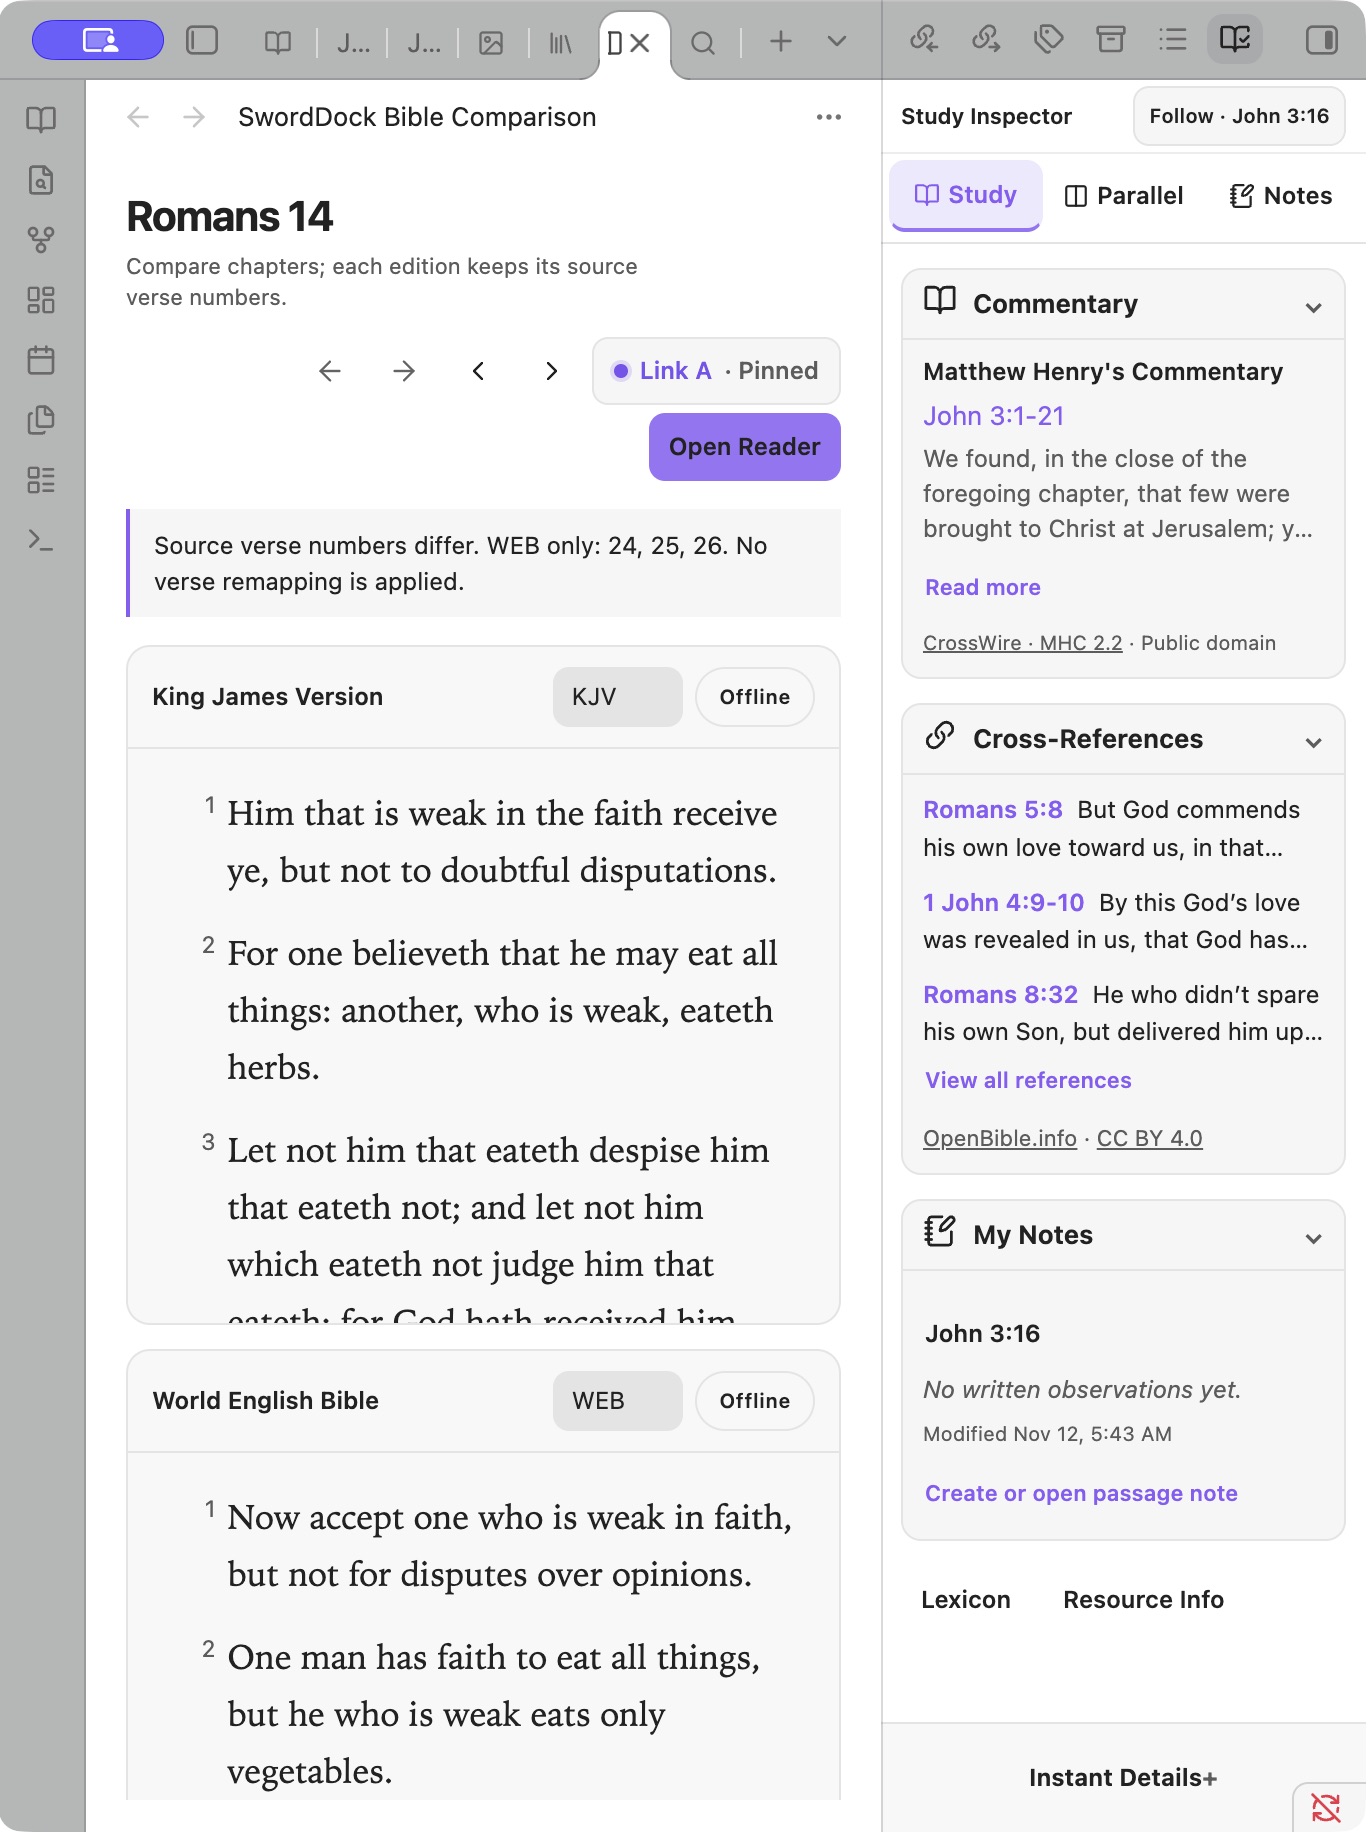 J...
J...
D
SwordDock Bible Comparison
Romans 14
Compare chapters; each edition keeps its source
verse numbers.
Link A · Pinned
Open Reader
Source verse numbers differ. WEB only: 24, 25, 26. No
verse remapping is applied.
King James Version
KJV
Offline
1 Him that is weak in the faith receive
ye, but not to doubtful disputations.
2 For one believeth that he may eat all
things: another, who is weak, eateth
herbs.
3 Let not him that eateth despise him
that eateth not; and let not him
which eateth not judge him that
eateth: for God hath received him
World English Bible
WEB
Offline
1 Now accept one who is weak in faith,
but not for disputes over opinions.
2 One man has faith to eat all things,
but he who is weak eats only
vegetables.
Study Inspector
Follow · John 3:16
Study
Parallel
Notes
Commentary
Matthew Henry's Commentary
John 3:1-21
We found, in the close of the
foregoing chapter, that few were
brought to Christ at Jerusalem; y...
Read more
CrossWire · MHC 2.2 · Public domain
Cross-References
Romans 5:8 But God commends
his own love toward us, in that...
1 John 4:9-10 By this God’s love
was revealed in us, that God has...
Romans 8:32 He who didn’t spare
his own Son, but delivered him up...
View all references
OpenBible.info · CC BY 4.0
My Notes
John 3:16
No written observations yet.
Modified Nov 12, 5:43 AM
Create or open passage note
Lexicon
Resource Info
Instant Details+